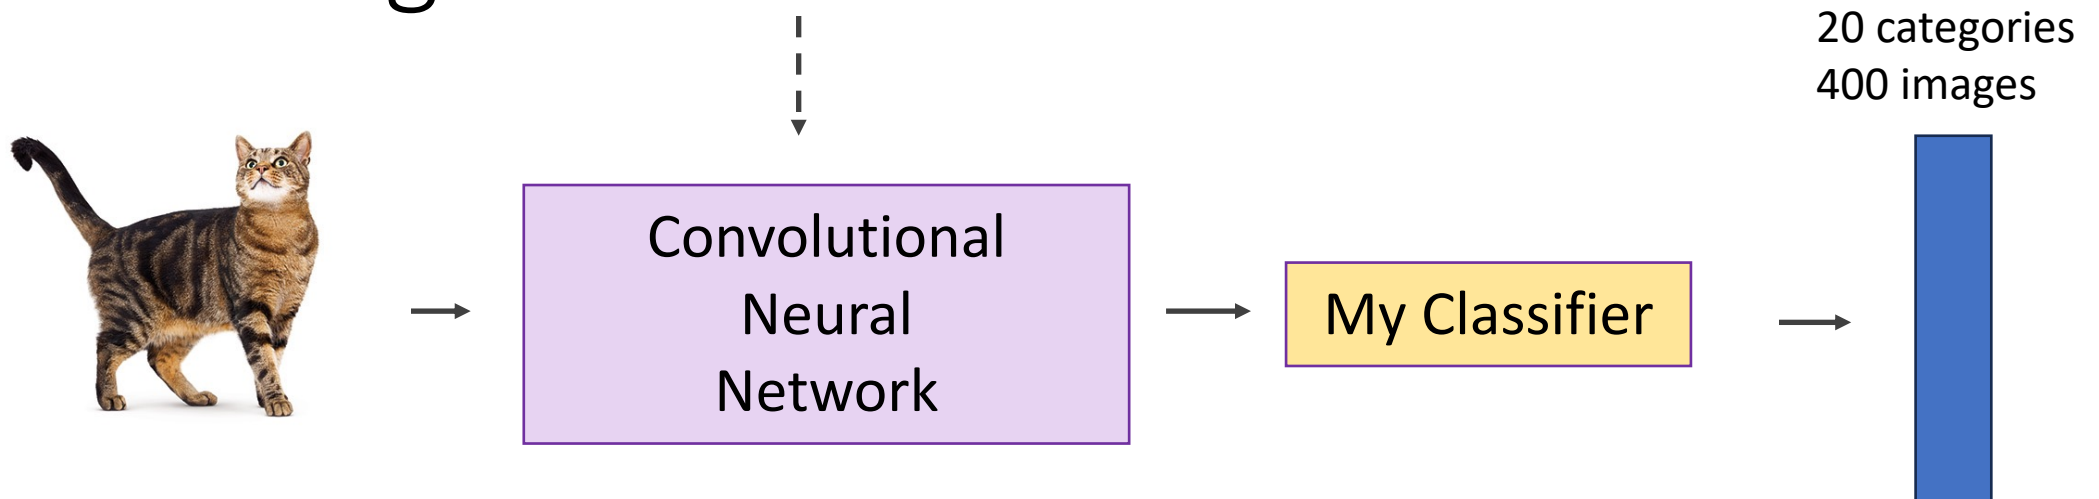 20 categories
400 images
Convolutional
Neural
Network
My Classifier